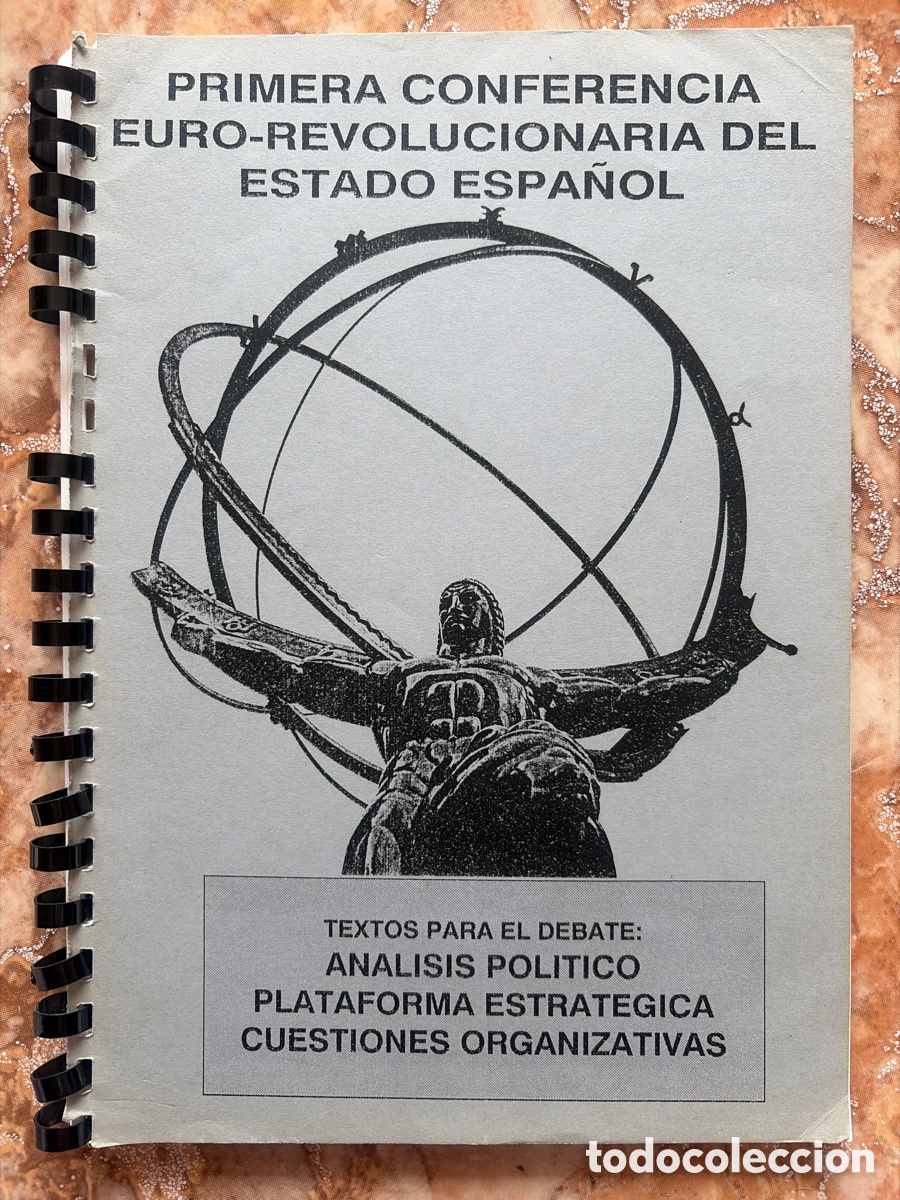 PRIMERA CONFERENCIA
EURO-REVOLUCIONARIA DEL
ESTADO ESPAÑOL
TEXTOS PARA EL DEBATE:
ANALISIS POLITICO
PLATAFORMA ESTRATEGICA
CUESTIONES ORGANIZATIVAS
todocoleccion